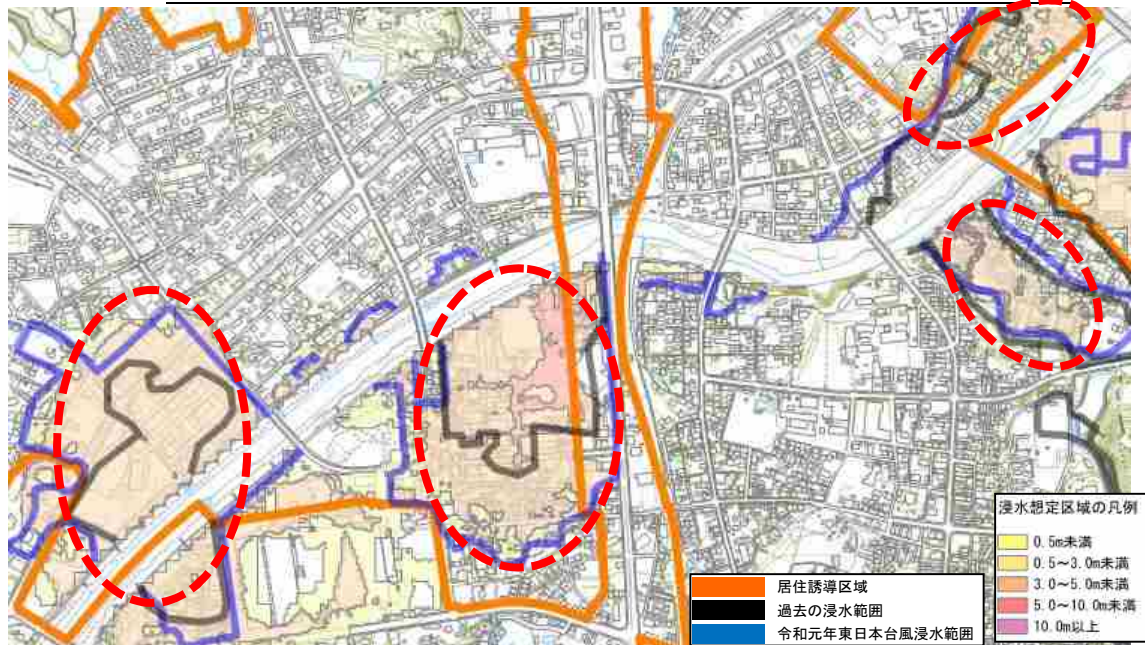 浸水想定区域の凡例
0.5m未満
0.5～3.0m未満
3.0～5.0m未満
5.0～10.0m未満
10.0m以上
居住誘導区域
過去の浸水範囲
令和元年東日本台風浸水範囲